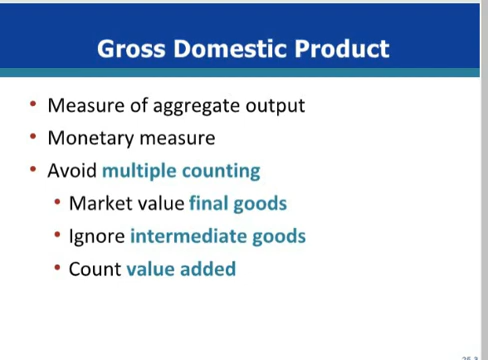 Gross Domestic Product
• Measure of aggregate output
• Monetary measure
• Avoid multiple counting
• Market value final goods
• Ignore intermediate goods
• Count value added